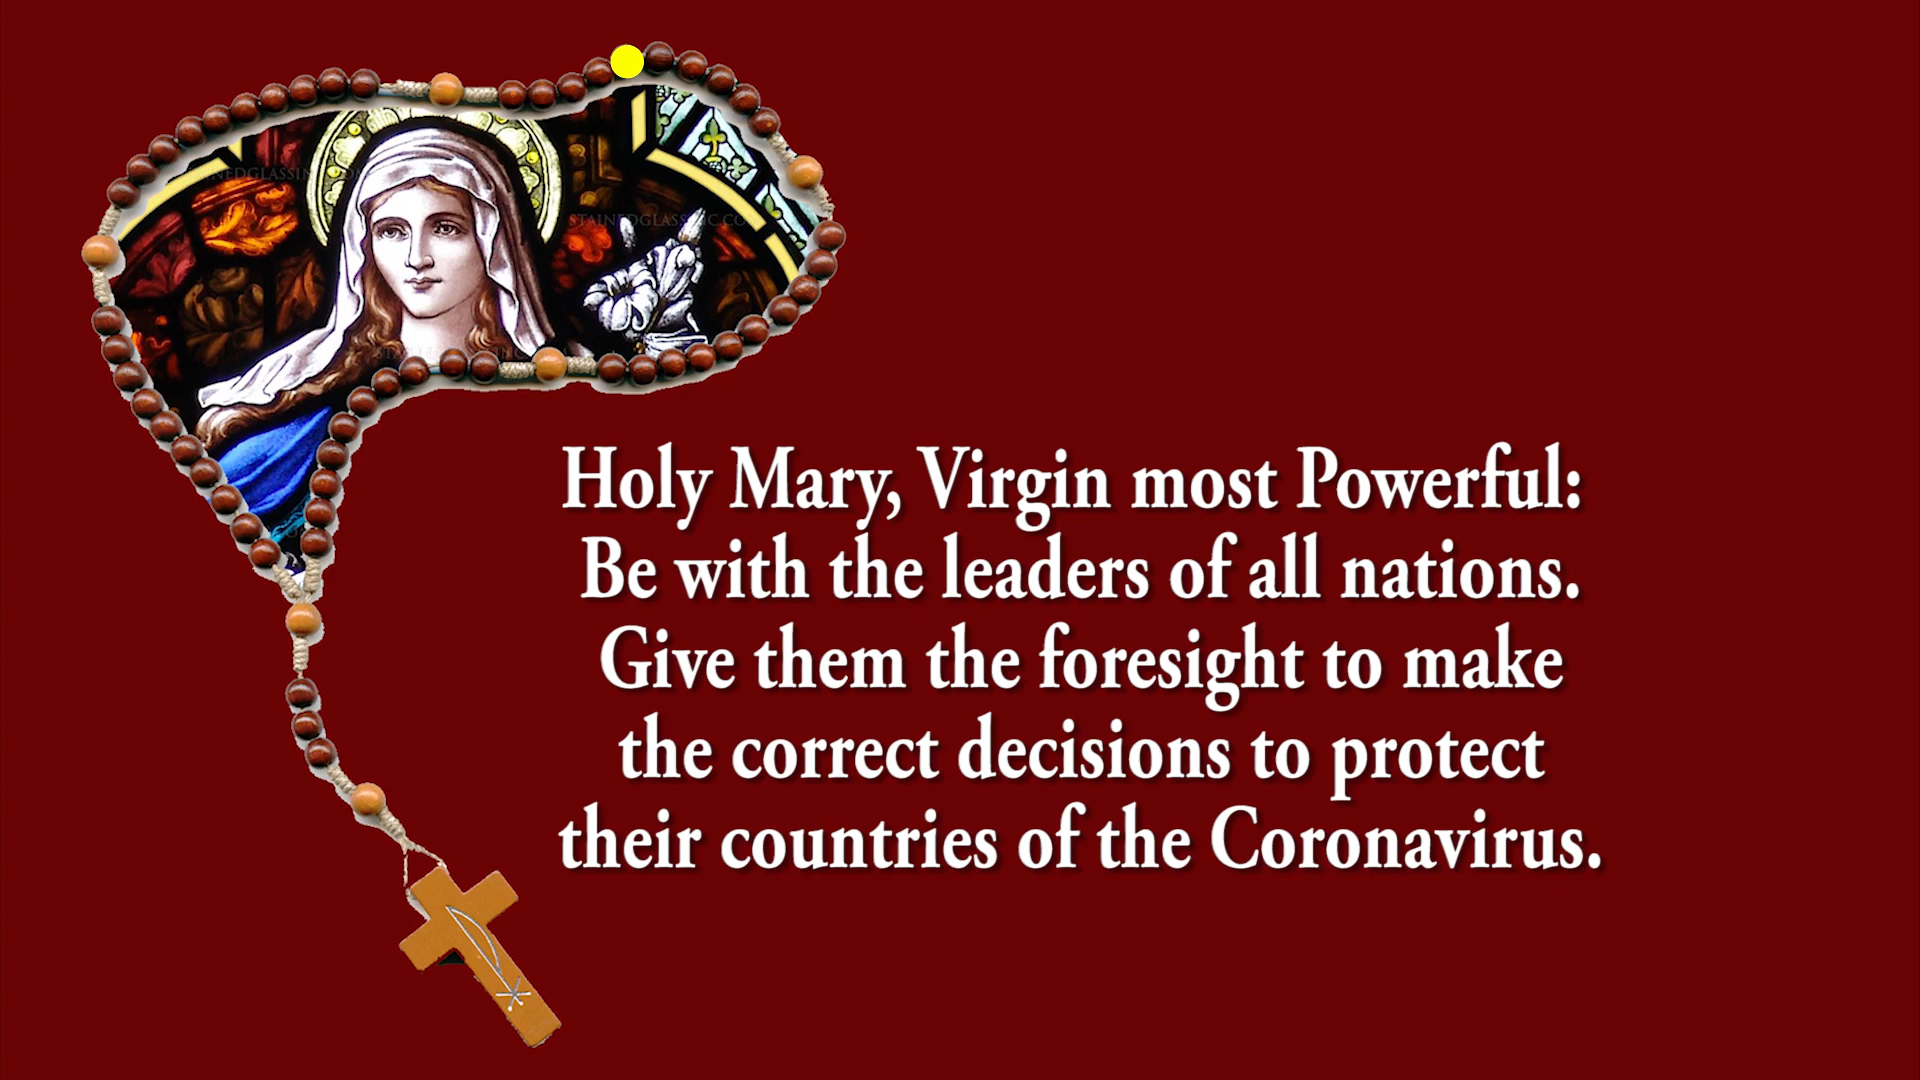 Holy Mary, Virgin most Powerful:
Be with the leaders of all nations.
Give them the foresight to make
the correct decisions to protect
their countries of the Coronavirus.